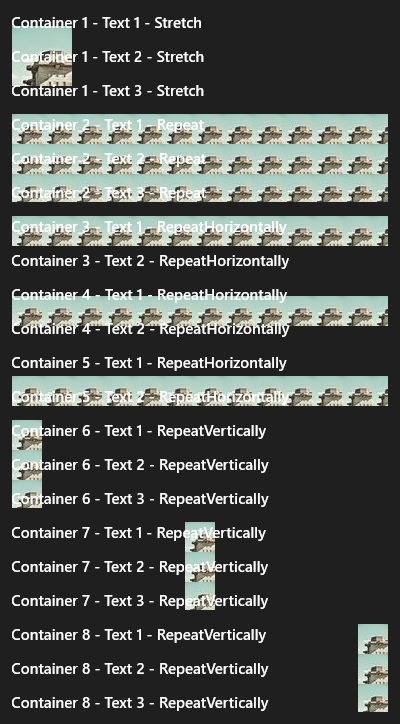 Container 1 - Text 1 - Stretch
Container 1 - Text 2 - Stretch
Container 1 - Text 3 - Stretch
Container 2 - Text 1 - Repeat
Container 2 - Text 2 - Repeat
Container 2 - Text 3 - Repeat
Container 3 - Text 1 - RepeatHorizontally
Container 3 - Text 2 - RepeatHorizontally
Container 4 - Text 1 - RepeatHorizontally
Container 4 - Text 2 - RepeatHorizontally
Container 5 - Text 1 - RepeatHorizontally
Container 5 - Text 2 - RepeatHorizontally
Container 6 - Text 1 - RepeatVertically
Container 6 - Text 2 - RepeatVertically
Container 6 - Text 3 - RepeatVertically
Container 7 - Text 1 - RepeatVertically
Container 7 - Text 2 - RepeatVertically
Container 7 - Text 3 - RepeatVertically
Container 8 - Text 1 - RepeatVertically
Container 8 - Text 2 - RepeatVertically
Container 8 - Text 3 - RepeatVertically